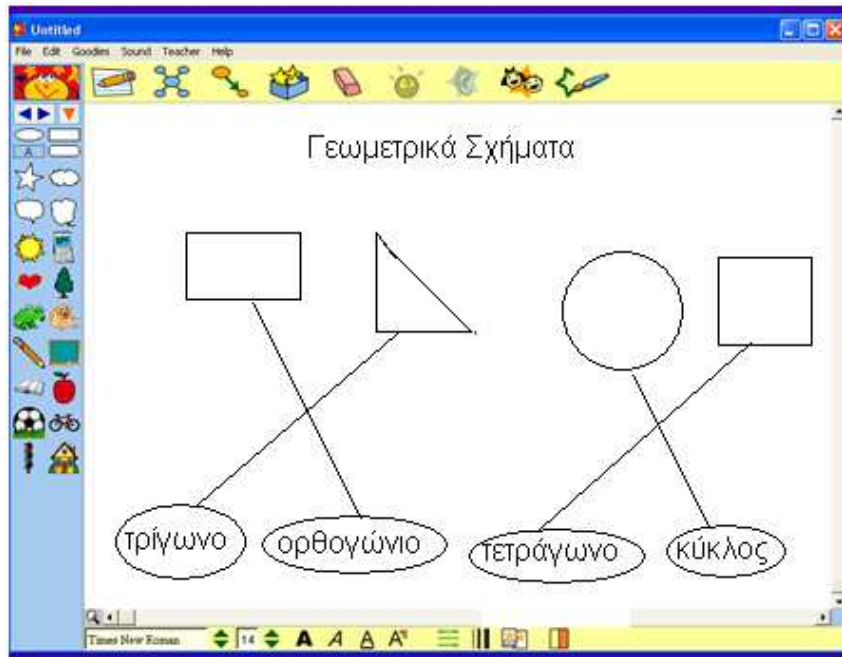 Untitled
File Edit Goodies Sound Teacher Help
A
Γεωμετρικά Σχήματα
τρίγωνο ορθογώνιο τετράγωνο κύκλος
Times New Roman 14 A A A A